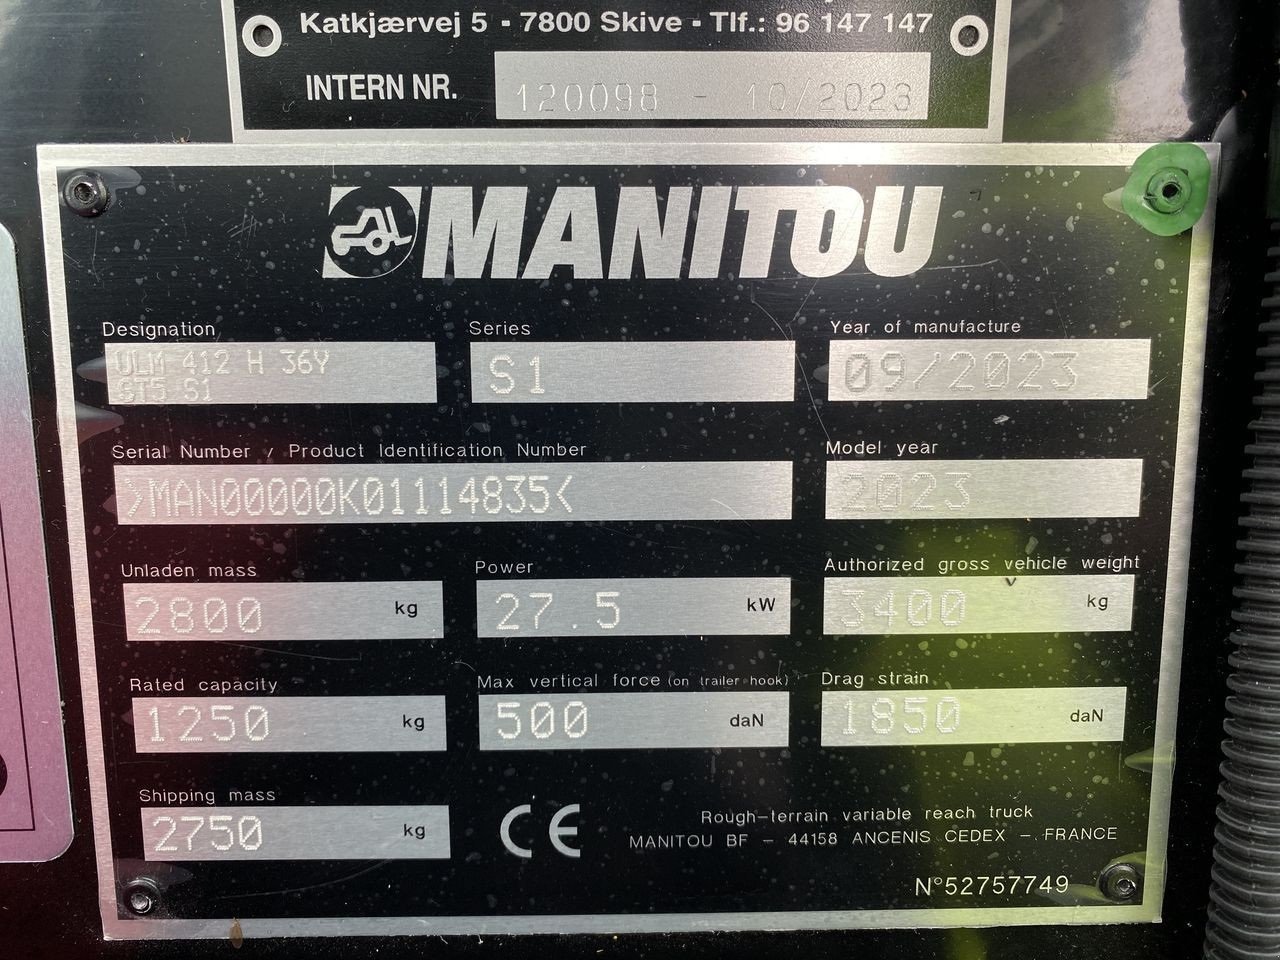 Katkjærvej 5 - 7800 Skive - Tlf.: 96 147 147
INTERN NR. 120098 - 10/2023
MANITOU
Designation Series Year of manufacture
ULM 412 H 36Y
ST5 S1
S1
09/2023
Serial Number / Product Identification Number Model year
>MAN00000K01114835< 2023
Unladen mass Power Authorized gross vehicle weight
2800 kg 27.5 kW 3400 kg
Rated capacity Max vertical force (on trailer hook) Drag strain
1250 kg 500 daN 1850 daN
Shipping mass
2750 kg
CE
Rough-terrain variable reach truck
MANITOU BF - 44158 ANCENIS CEDEX - FRANCE
N°52757749